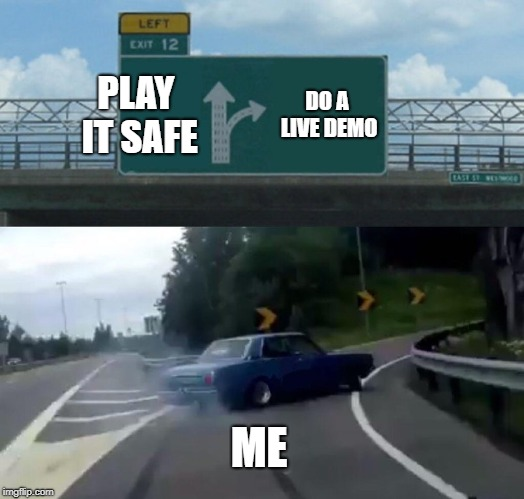 LEFT
EXIT 12
PLAY
IT SAFE
DO A
LIVE DEMO
ME
imgflip.com